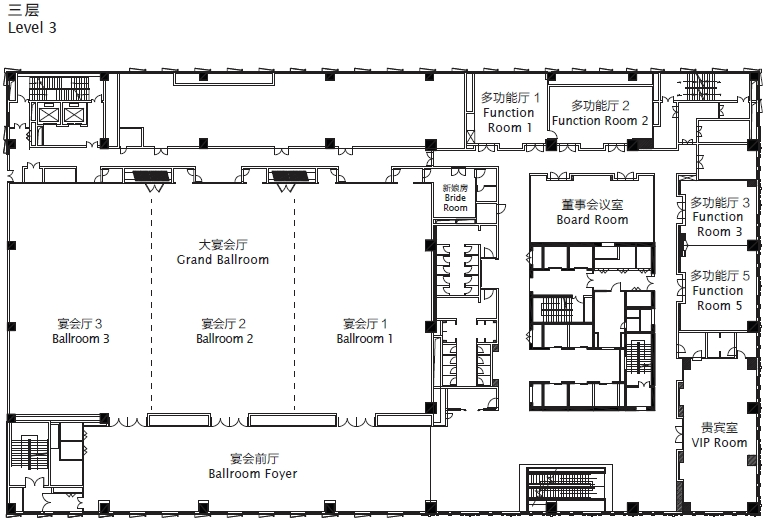 三层
Level 3
多功能厅 1
Function
Room 1
多功能厅 2
Function Room 2
新娘房
Bride
Room
董事会议室
Board Room
多功能厅 3
Function
Room 3
大宴会厅
Grand Ballroom
多功能厅 5
Function
Room 5
宴会厅 3
Ballroom 3
宴会厅 2
Ballroom 2
宴会厅 1
Ballroom 1
贵宾室
VIP Room
宴会前厅
Ballroom Foyer